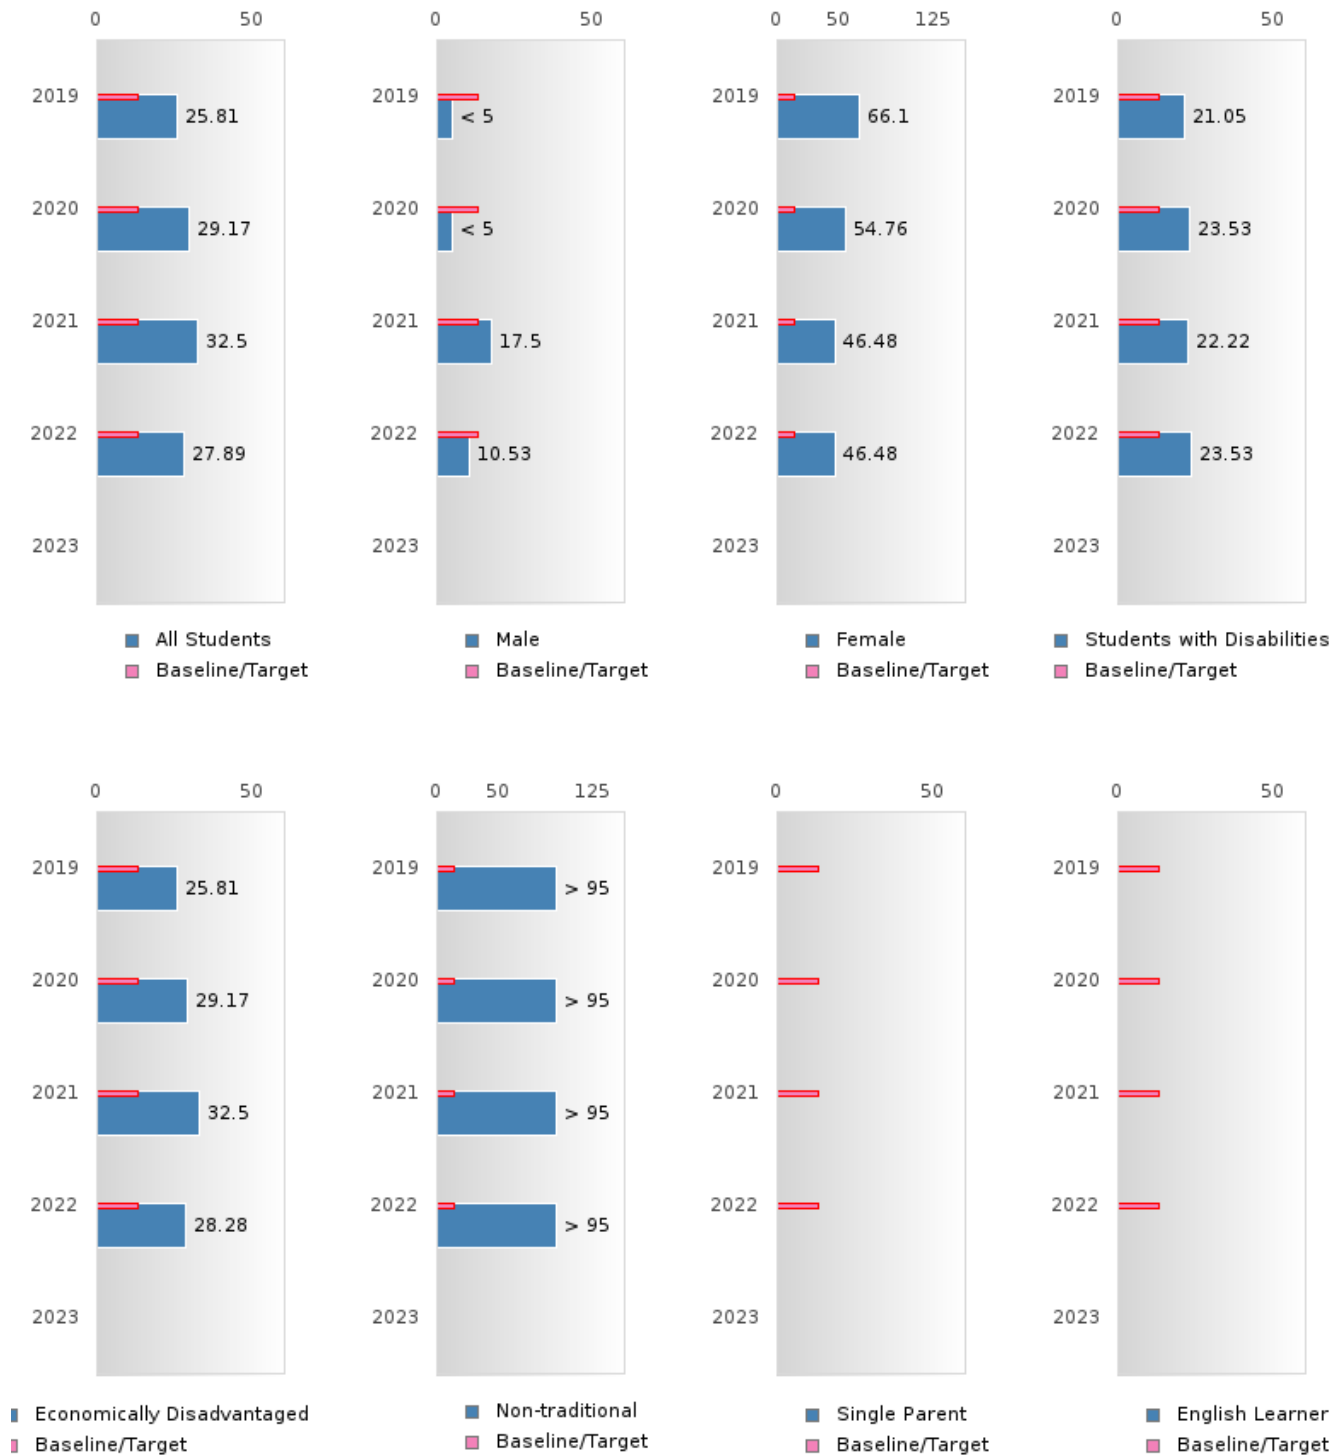 0 50
2019 25.81
2020 29.17
2021 32.5
2022 27.89
2023
All Students
Baseline/Target
0 50
2019 < 5
2020 < 5
2021 17.5
2022 10.53
2023
Male
Baseline/Target
0 50 125
2019 66.1
2020 54.76
2021 46.48
2022 46.48
2023
Female
Baseline/Target
0 50
2019 21.05
2020 23.53
2021 22.22
2022 23.53
2023
Students with Disabilities
Baseline/Target
0 50
2019 25.81
2020 29.17
2021 32.5
2022 28.28
2023
Economically Disadvantaged
Baseline/Target
0 50 125
2019 > 95
2020 > 95
2021 > 95
2022 > 95
2023
Non-traditional
Baseline/Target
0 50
2019
2020
2021
2022
2023
Single Parent
Baseline/Target
0 50
2019
2020
2021
2022
2023
English Learner
Baseline/Target